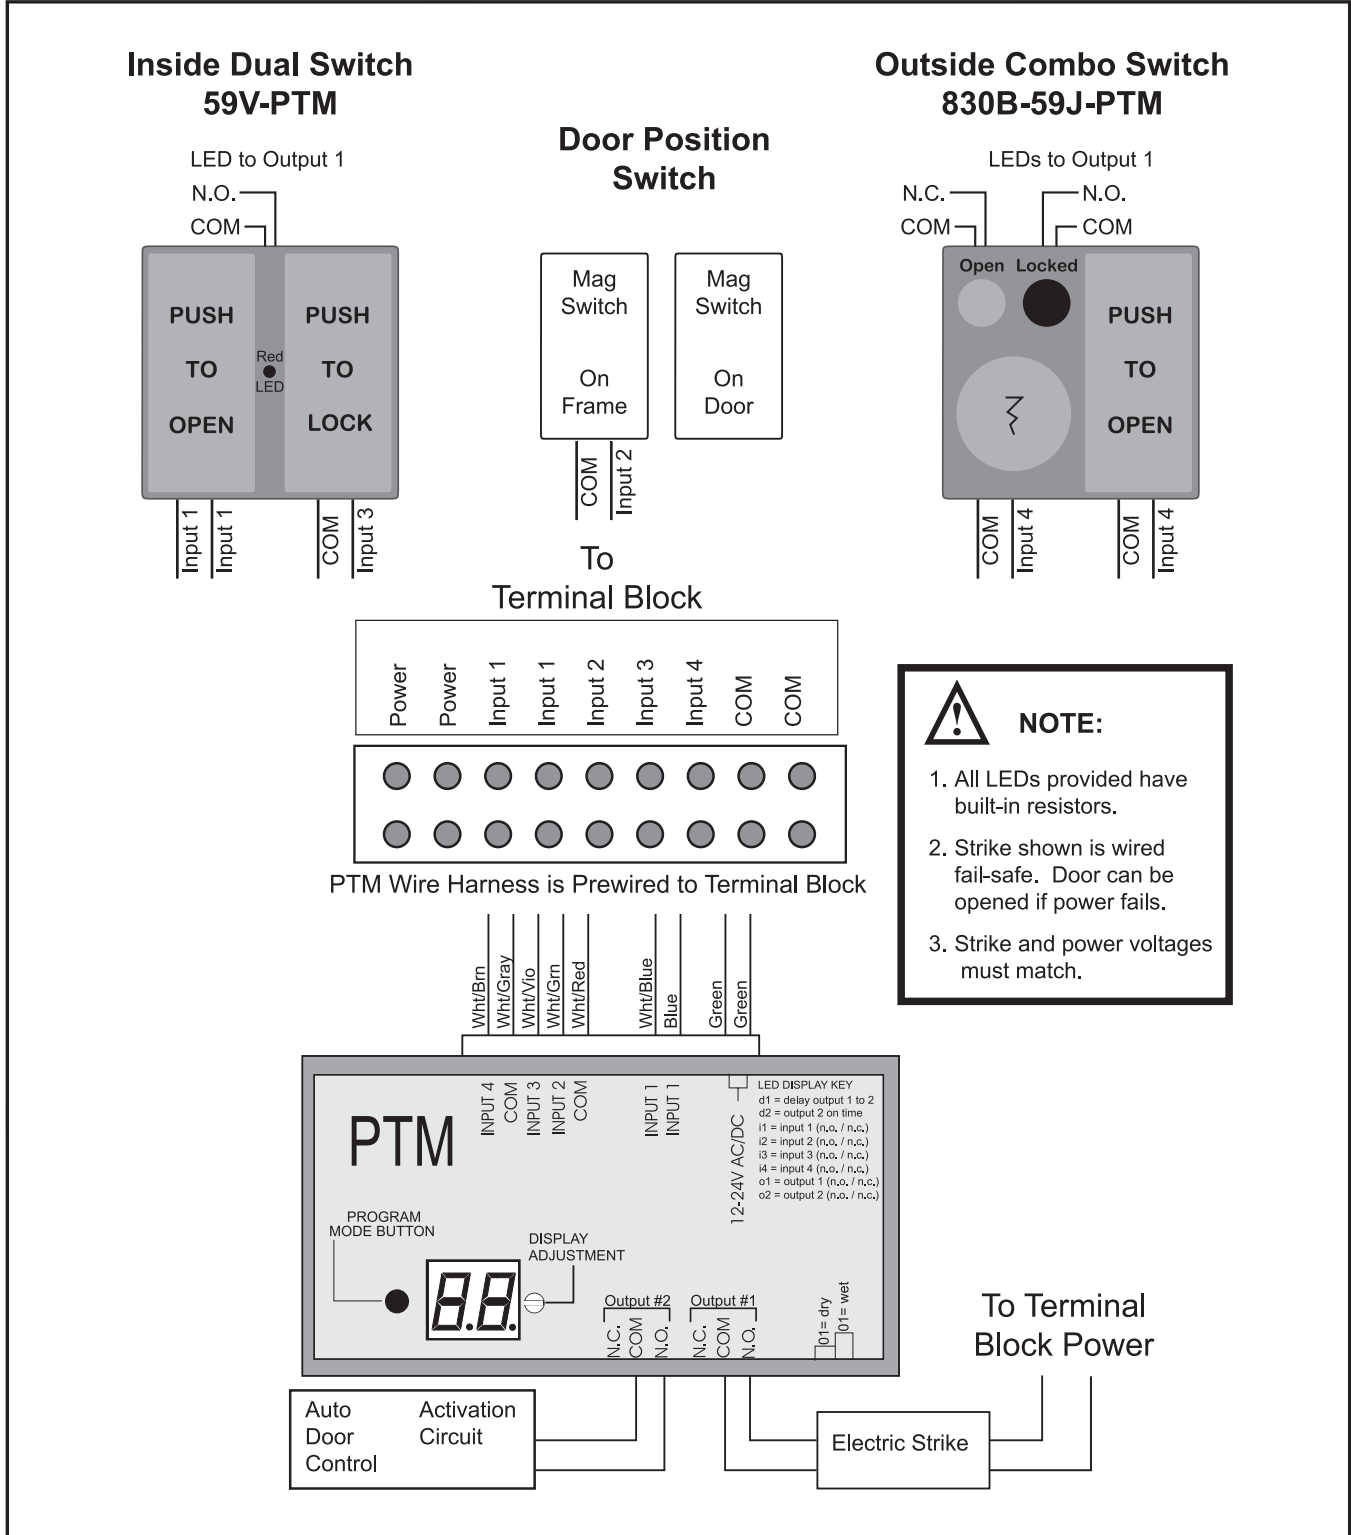 Inside Dual Switch
59V-PTM
LED to Output 1
N.O.
COM
PUSH
TO
OPEN
Red
LED
PUSH
TO
LOCK
Input 1
Input 1
COM
Input 3
Door Position
Switch
Mag
Switch
On
Frame
Mag
Switch
On
Door
COM
Input 2
Outside Combo Switch
830B-59J-PTM
LEDs to Output 1
N.C.
COM
N.O.
COM
Open Locked
PUSH
TO
OPEN
COM
Input 4
COM
Input 4
To
Terminal Block
Power
Power
Input 1
Input 1
Input 2
Input 3
Input 4
COM
COM
PTM Wire Harness is Prewired to Terminal Block
NOTE:
1. All LEDs provided have
built-in resistors.
2. Strike shown is wired
fail-safe. Door can be
opened if power fails.
3. Strike and power voltages
must match.
Wht/Brn
Wht/Gray
Wht/Vio
Wht/Grn
Wht/Red
Wht/Blue
Blue
Green
Green
PTM
INPUT 4
COM
INPUT 3
INPUT 2
COM
INPUT 1
INPUT 1
12-24V AC/DC
LED DISPLAY KEY
d1 = delay output 1 to 2
d2 = output 2 on time
i1 = input 1 (n.o. / n.c.)
i2 = input 2 (n.o. / n.c.)
i3 = input 3 (n.o. / n.c.)
i4 = input 4 (n.o. / n.c.)
o1 = output 1 (n.o. / n.c.)
o2 = output 2 (n.o. / n.c.)
PROGRAM
MODE BUTTON
8.8.
DISPLAY
ADJUSTMENT
Output #2
N.C.
COM
N.O.
Output #1
N.C.
COM
N.O.
01= dry
01= wet
To Terminal
Block Power
Auto Activation
Door Circuit
Control
Electric Strike